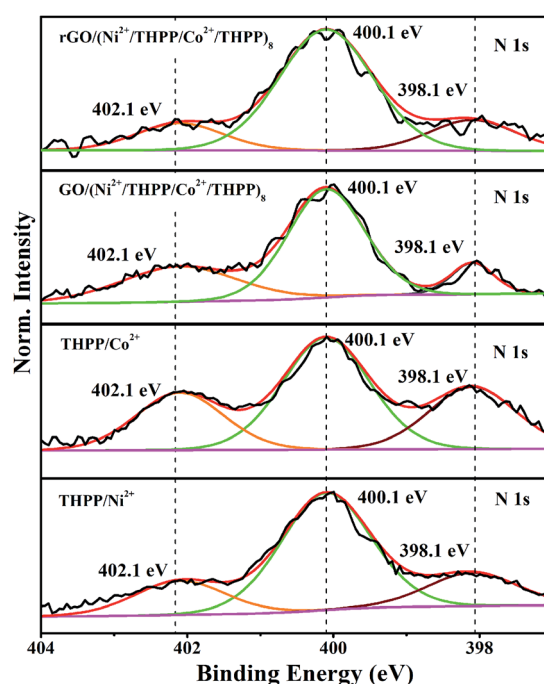 rGO/(Ni²⁺/THPP/Co²⁺/THPP)₈
400.1 eV
N 1s
402.1 eV
398.1 eV
GO/(Ni²⁺/THPP/Co²⁺/THPP)₈
400.1 eV
N 1s
402.1 eV
398.1 eV
THPP/Co²⁺
400.1 eV
N 1s
402.1 eV
398.1 eV
THPP/Ni²⁺
400.1 eV
N 1s
402.1 eV
398.1 eV
Norm. Intensity
404 402 400 398
Binding Energy (eV)